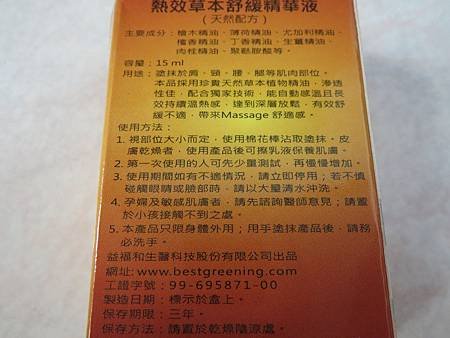 熱效草本舒緩精華液
(天然配方)
主要成分：檜木精油、薄荷精油、尤加利精油、
檀香精油、丁香精油、生薑精油、
肉桂精油、聚麩胺酸等。
容量：15 ml
用途：塗抹於肩、頸、腰、腿等肌肉部位。
本品採用珍貴天然草本植物精油，滲透
性佳，配合獨家技術，能自動感溫且長
效持續溫熱感，達到深層放鬆，有效舒
緩不適，帶來Massage 舒適感。
使用方法：
1. 視部位大小而定，使用棉花棒沾取塗抹。皮
膚乾燥者，使用產品後可擦乳液保養肌膚。
2. 第一次使用的人可先少量測試，再慢慢增加。
3. 使用期間如有不適情況，請立即停用；若不慎
碰觸眼睛或臉部時，請以大量清水沖洗。
4. 孕婦及敏感肌膚者，請先諮詢醫師意見；請置
於小孩接觸不到之處。
5. 本產品只限身體外用；用手塗抹產品後，請務
必洗手。
益福和生醫科技股份有限公司出品
網址：www.bestgreening.com
工證字號：99-695871-00
製造日期：標示於盒上。
保存期限：三年。
保存方法：請置於乾燥陰涼處。